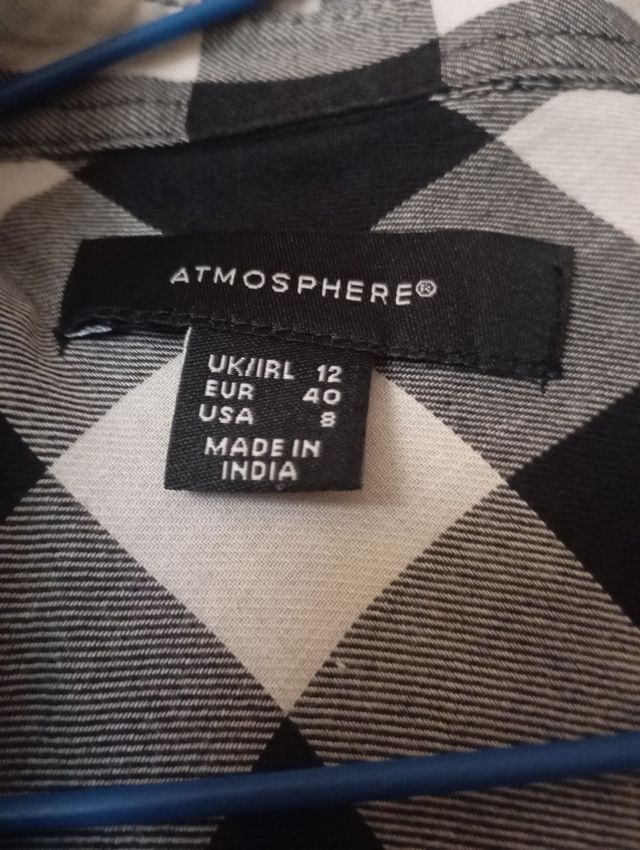 ATMOSPHERE®
UK/IRL 12
EUR 40
USA 8
MADE IN
INDIA